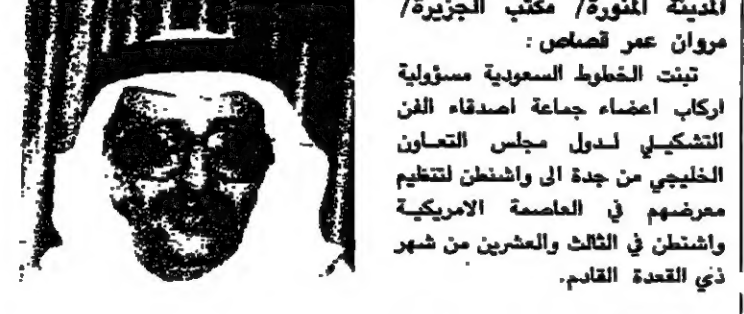 المدينة المنورة/ مكتب الجزيرة/
مروان عمر قصاص :
تبنت الخطوط السعودية مسؤولية
اركاب اعضاء جماعة اصدقاء الفن
التشكيلي لدول مجلس التعاون
الخليجي من جدة الى واشنطن لتنظيم
معرضهم في العاصمة الامريكية
واشنطن في الثالث والعشرين من شهر
ذي القعدة القادم.